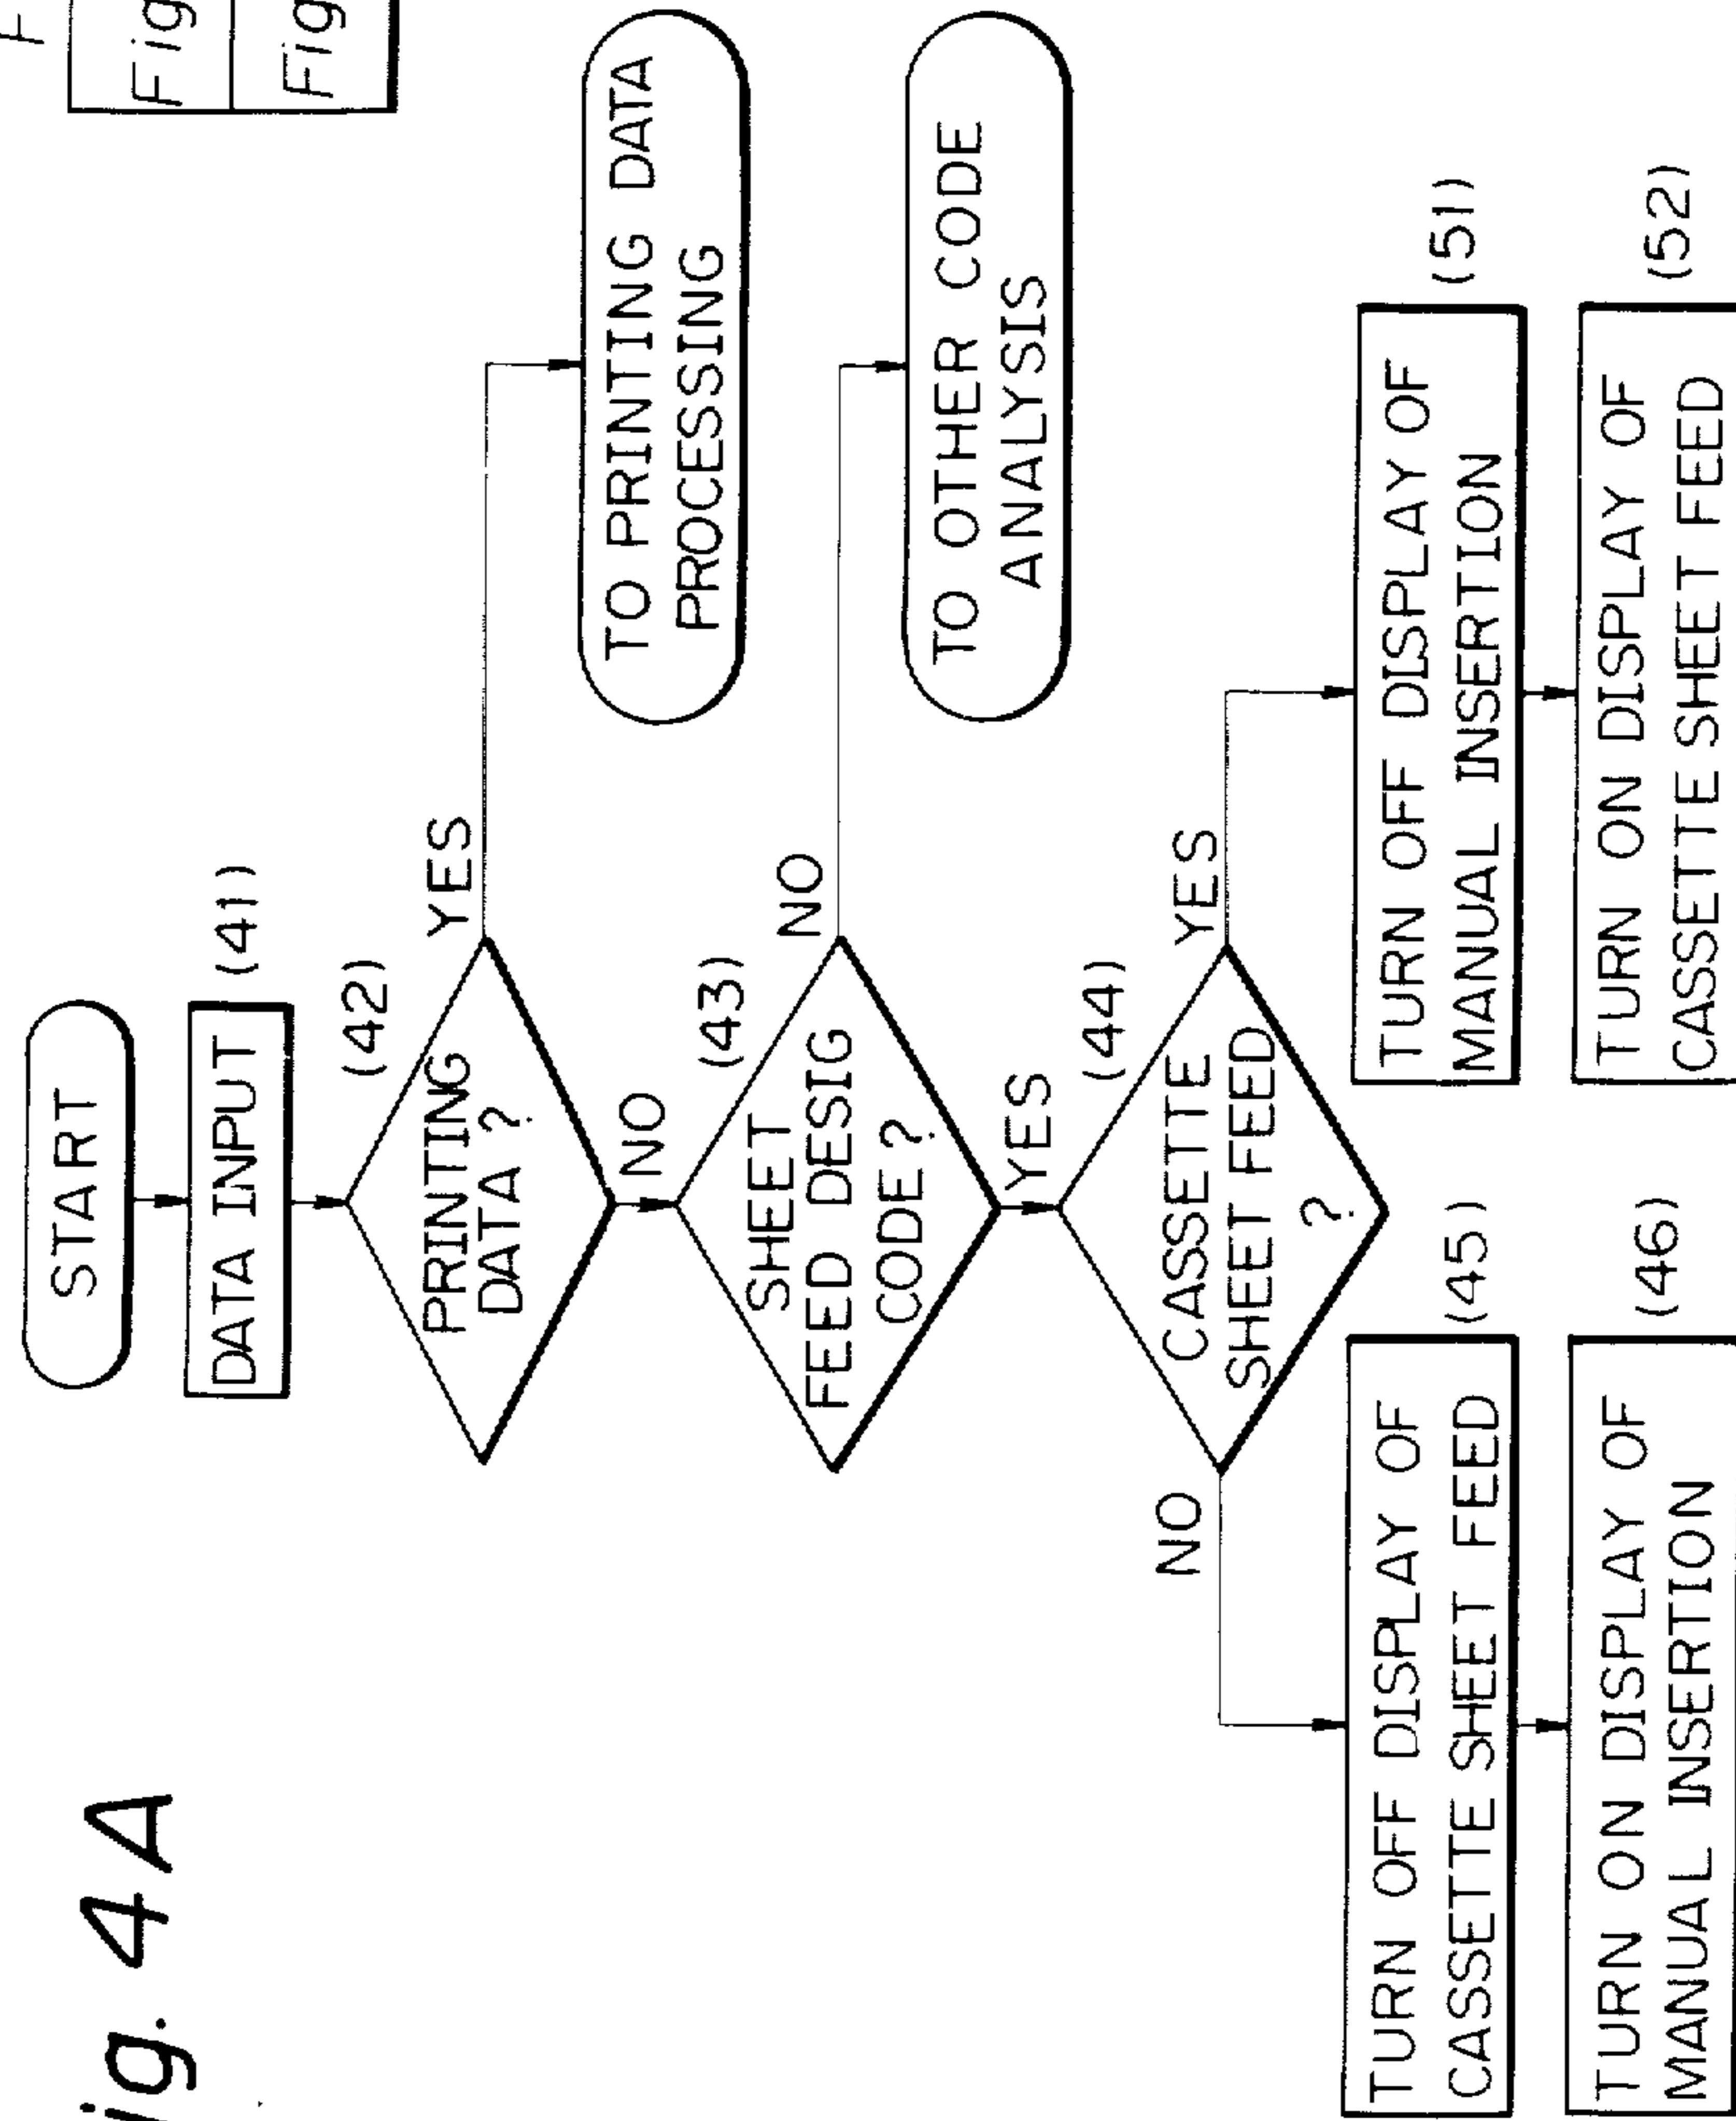 ig. 4A
F
Fig
Fig
START
DATA INPUT (41)
(42)
PRINTING
DATA ?
YES
NO
TO PRINTING DATA
PROCESSING
(43)
SHEET
FEED DESIG
CODE ?
NO
YES
TO OTHER CODE
ANALYSIS
(44)
CASSETTE
SHEET FEED
?
NO
YES
(45)
TURN OFF DISPLAY OF
CASSETTE SHEET FEED
(46)
TURN ON DISPLAY OF
MANUAL INSERTION
(51)
TURN OFF DISPLAY OF
MANUAL INSERTION
(52)
TURN ON DISPLAY OF
CASSETTE SHEET FEED